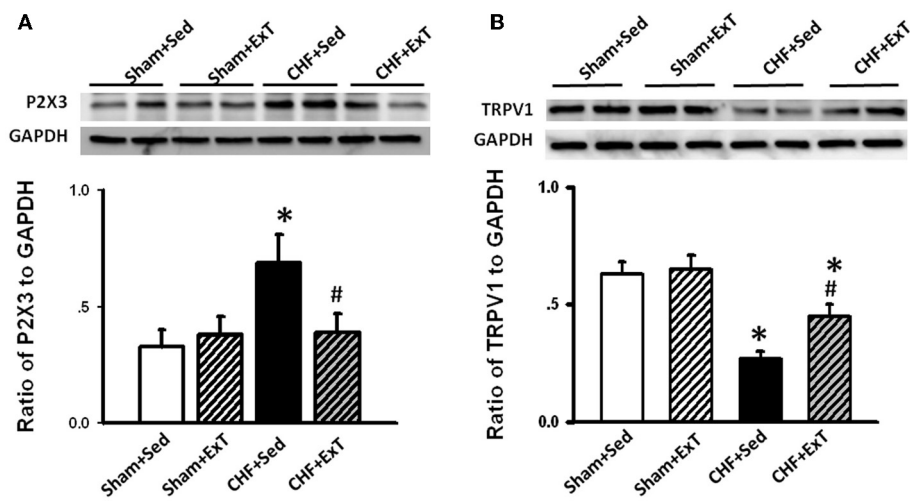 A
Sham+Sed
Sham+ExT
CHF+Sed
CHF+ExT
P2X3
GAPDH
1.0
.5
0.0
Ratio of P2X3 to GAPDH
*
#
Sham+Sed
Sham+ExT
CHF+Sed
CHF+ExT
B
Sham+Sed
Sham+ExT
CHF+Sed
CHF+ExT
TRPV1
GAPDH
1.0
.5
0.0
Ratio of TRPV1 to GAPDH
*
*
#
Sham+Sed
Sham+ExT
CHF+Sed
CHF+ExT